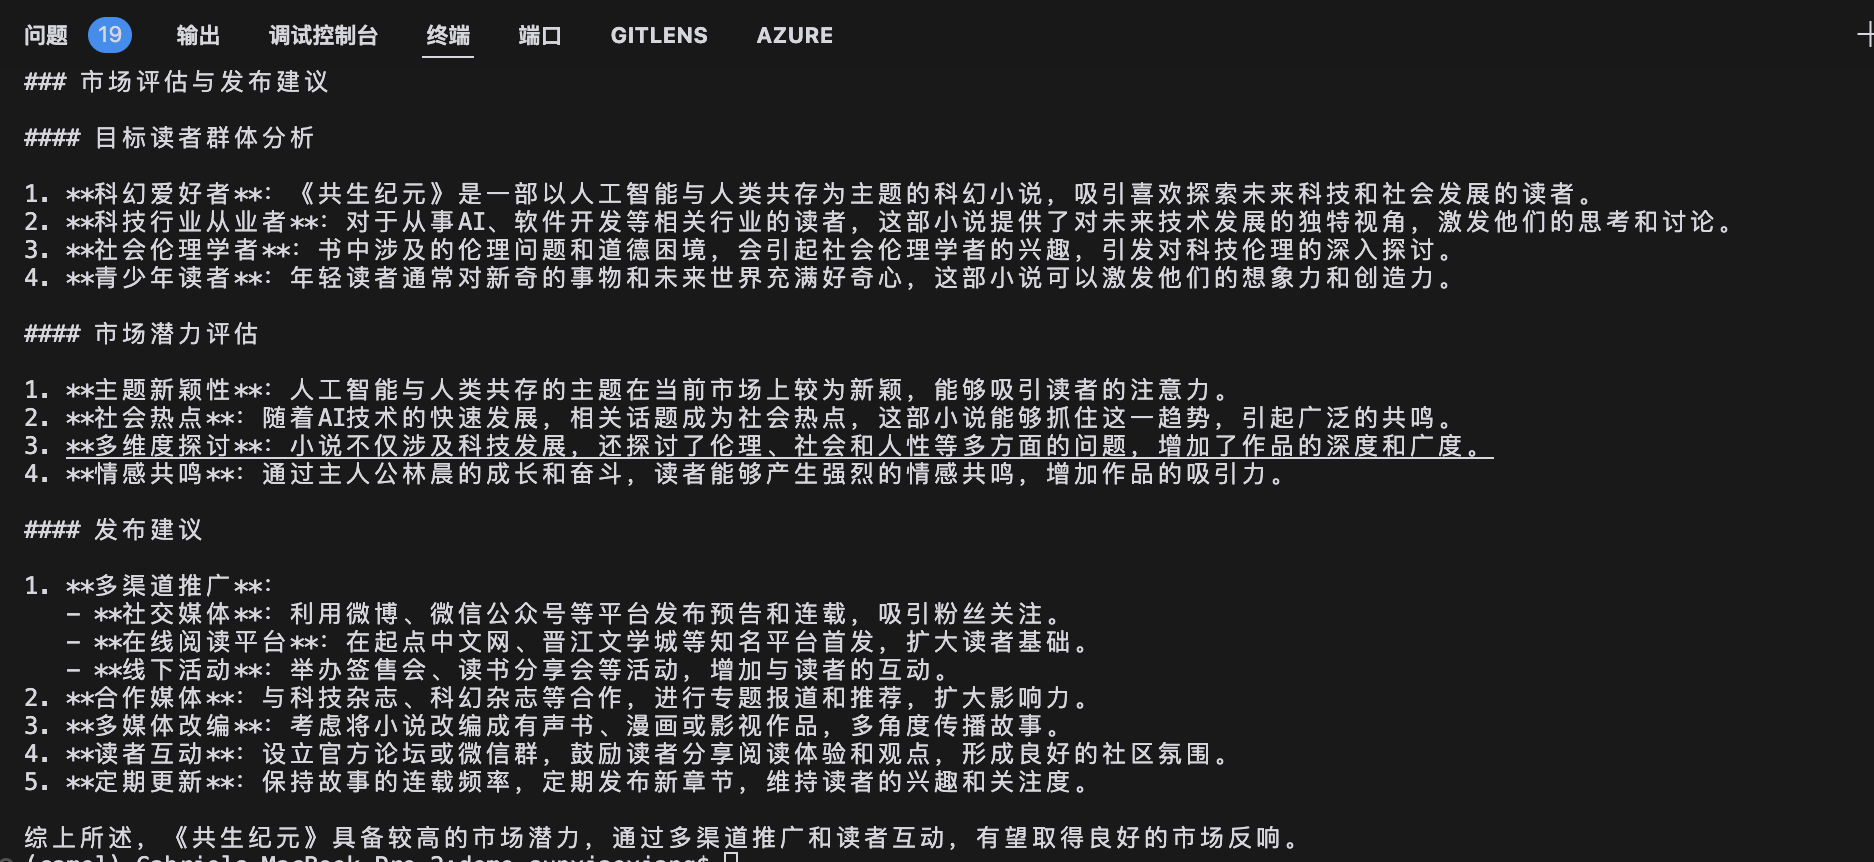 问题 19 输出 调试控制台 终端 端口 GITLENS AZURE
### 市场评估与发布建议
#### 目标读者群体分析
1. **科幻爱好者**: 《共生纪元》是一部以人工智能与人类共存为主题的科幻小说, 吸引喜欢探索未来科技和社会发展的读者。
2. **科技行业从业者**: 对于从事AI、软件开发等相关行业的读者, 这部小说提供了对未来技术发展的独特视角, 激发他们的思考和讨论。
3. **社会伦理学者**: 书中涉及的伦理问题和道德困境, 会引起社会伦理学者的兴趣, 引发对科技伦理的深入探讨。
4. **青少年读者**: 年轻读者通常对新奇的事物和未来世界充满好奇心, 这部小说可以激发他们的想象力和创造力。
#### 市场潜力评估
1. **主题新颖性**: 人工智能与人类共存的主题在当前市场上较为新颖, 能够吸引读者的注意力。
2. **社会热点**: 随着AI技术的快速发展, 相关话题成为社会热点, 这部小说能够抓住这一趋势, 引起广泛的共鸣。
3. **多维度探讨**: 小说不仅涉及科技发展, 还探讨了伦理、社会和人性等多方面的问题, 增加了作品的深度和广度。
4. **情感共鸣**: 通过主人公林晨的成长和奋斗, 读者能够产生强烈的情感共鸣, 增加作品的吸引力。
#### 发布建议
1. **多渠道推广**:
- **社交媒体**: 利用微博、微信公众号等平台发布预告和连载, 吸引粉丝关注。
- **在线阅读平台**: 在起点中文网、晋江文学城等知名平台首发, 扩大读者基础。
- **线下活动**: 举办签售会、读书分享会等活动, 增加与读者的互动。
2. **合作媒体**: 与科技杂志、科幻杂志等合作, 进行专题报道和推荐, 扩大影响力。
3. **多媒体改编**: 考虑将小说改编成有声书、漫画或影视作品, 多角度传播故事。
4. **读者互动**: 设立官方论坛或微信群, 鼓励读者分享阅读体验和观点, 形成良好的社区氛围。
5. **定期更新**: 保持故事的连载频率, 定期发布新章节, 维持读者的兴趣和关注度。
综上所述, 《共生纪元》具备较高的市场潜力, 通过多渠道推广和读者互动, 有望取得良好的市场反响。
(camel) Gabriels-MacBook-Pro-2:demo